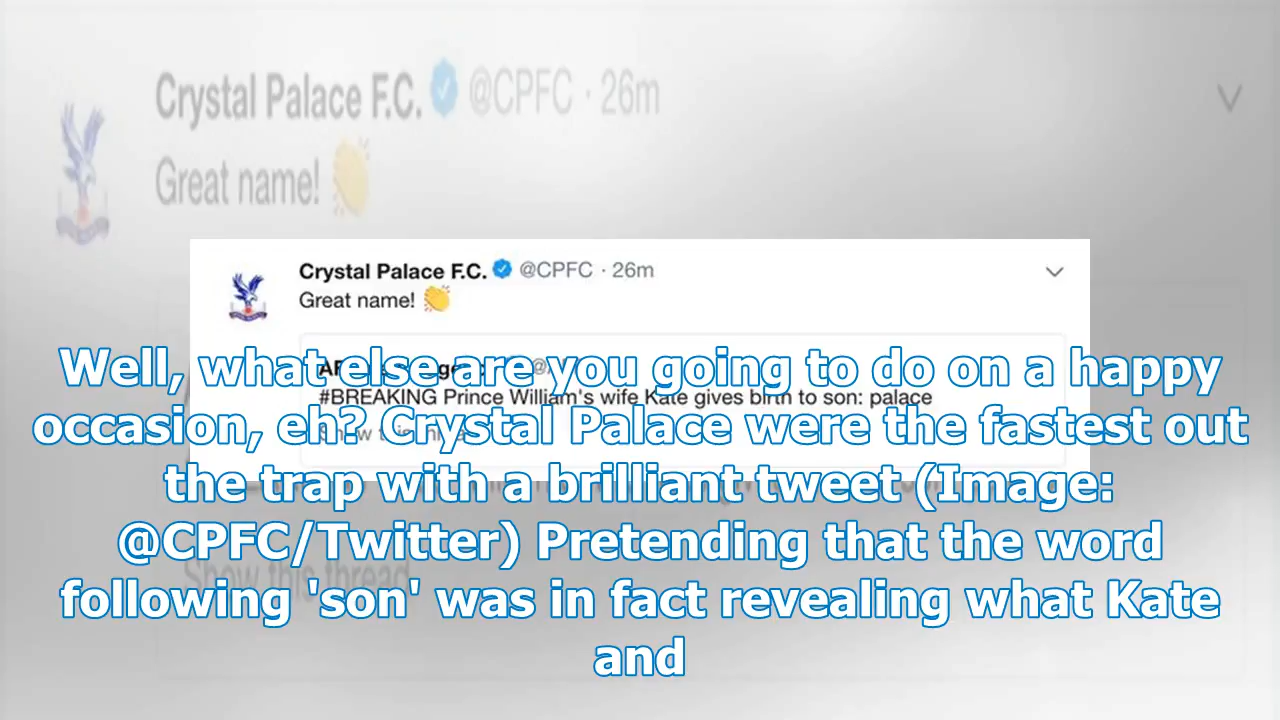 Crystal Palace F.C. @CPFC · 26m
Great name! 👏
Crystal Palace F.C. @CPFC · 26m
Great name! 👏
#BREAKING Prince William's wife Kate gives birth to son: palace
Well, what else are you going to do on a happy
occasion, eh? Crystal Palace were the fastest out
the trap with a brilliant tweet (Image:
@CPFC/Twitter) Pretending that the word
following 'son' was in fact revealing what Kate
and
Show this thread